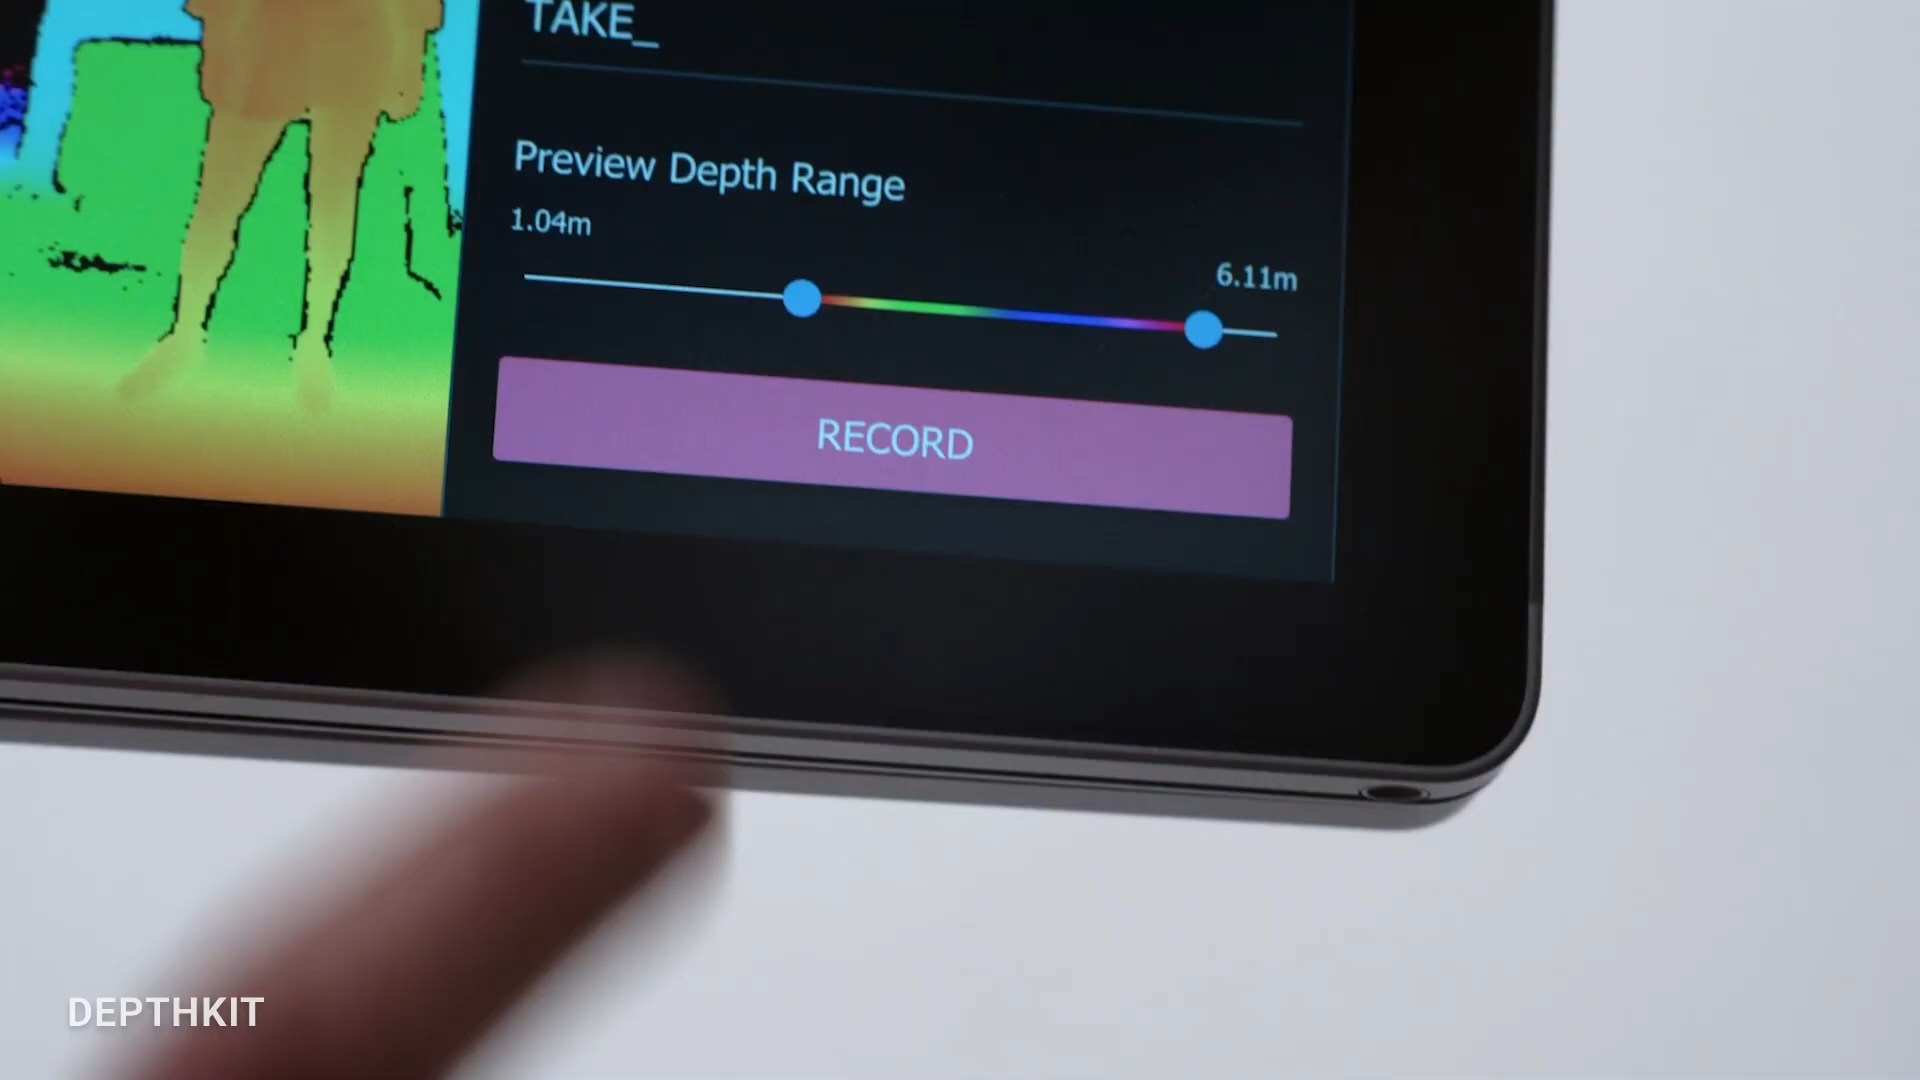 TAKE_
Preview Depth Range
1.04m
6.11m
RECORD
DEPTHKIT